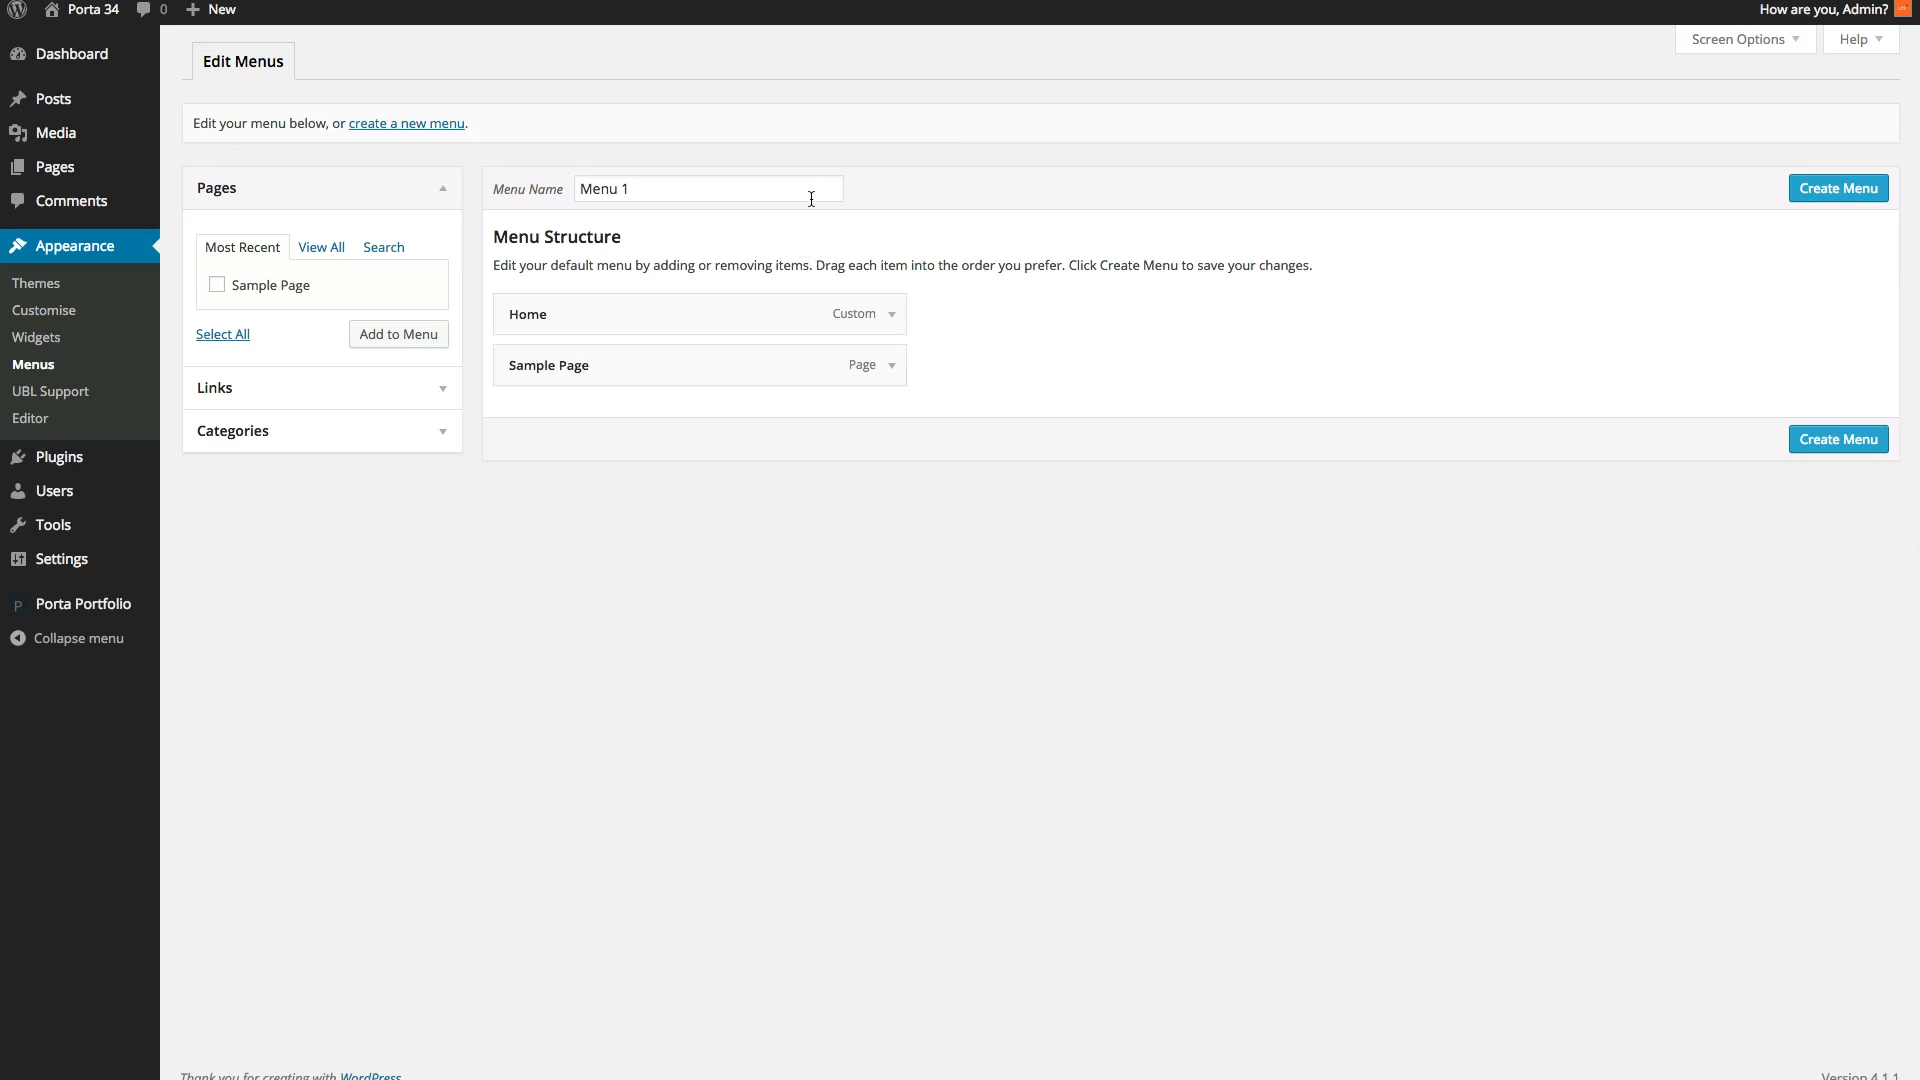 Porta 34 0 New How are you, Admin?
Screen Options Help
Edit Menus
Dashboard
Posts
Media
Pages
Comments
Appearance
Themes
Customise
Widgets
Menus
UBL Support
Editor
Plugins
Users
Tools
Settings
P Porta Portfolio
Collapse menu
Edit your menu below, or create a new menu.
Pages
Most Recent View All Search
Sample Page
Select All Add to Menu
Links
Categories
Menu Name Menu 1 Create Menu
Menu Structure
Edit your default menu by adding or removing items. Drag each item into the order you prefer. Click Create Menu to save your changes.
Home Custom
Sample Page Page
Create Menu
Thank you for creating with WordPress Version 4.1.1